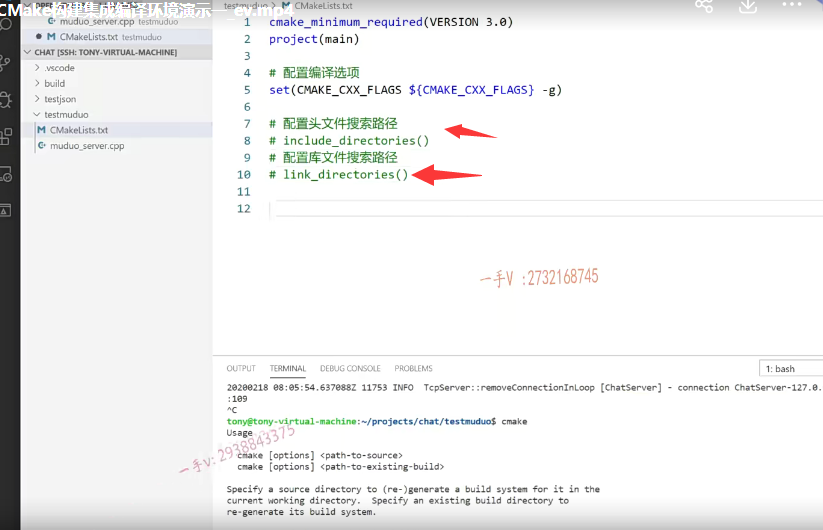 CMake构建集成编译环境演示一_ev.mp4
muduo_server.cpp testmuduo
CMakeLists.txt testmuduo
CHAT [SSH: TONY-VIRTUAL-MACHINE]
.vscode
build
testjson
testmuduo
CMakeLists.txt
muduo_server.cpp
testmuduo > CMakeLists.txt
1 cmake_minimum_required(VERSION 3.0)
2 project(main)
3
4 # 配置编译选项
5 set(CMAKE_CXX_FLAGS ${CMAKE_CXX_FLAGS} -g)
6
7 # 配置头文件搜索路径
8 # include_directories()
9 # 配置库文件搜索路径
10 # link_directories()
11
12
一手V :2732168745
OUTPUT TERMINAL DEBUG CONSOLE PROBLEMS 1: bash
20200218 08:05:54.637088Z 11753 INFO TcpServer::removeConnectionInLoop [ChatServer] - connection ChatServer-127.0.
:109
^C
tony@tony-virtual-machine:~/projects/chat/testmuduo$ cmake
Usage
一手v: 2938843375
cmake [options] <path-to-source>
cmake [options] <path-to-existing-build>
Specify a source directory to (re-)generate a build system for it in the
current working directory. Specify an existing build directory to
re-generate its build system.